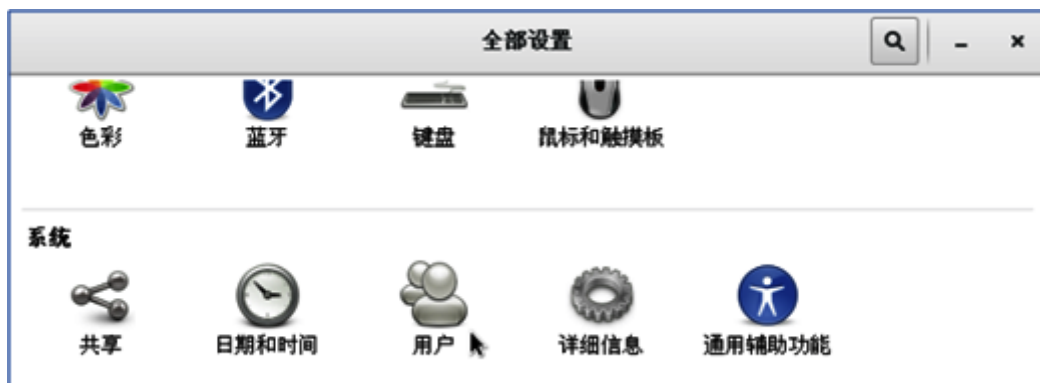 全部设置
色彩 蓝牙 键盘 鼠标和触摸板
系统
共享 日期和时间 用户 详细信息 通用辅助功能